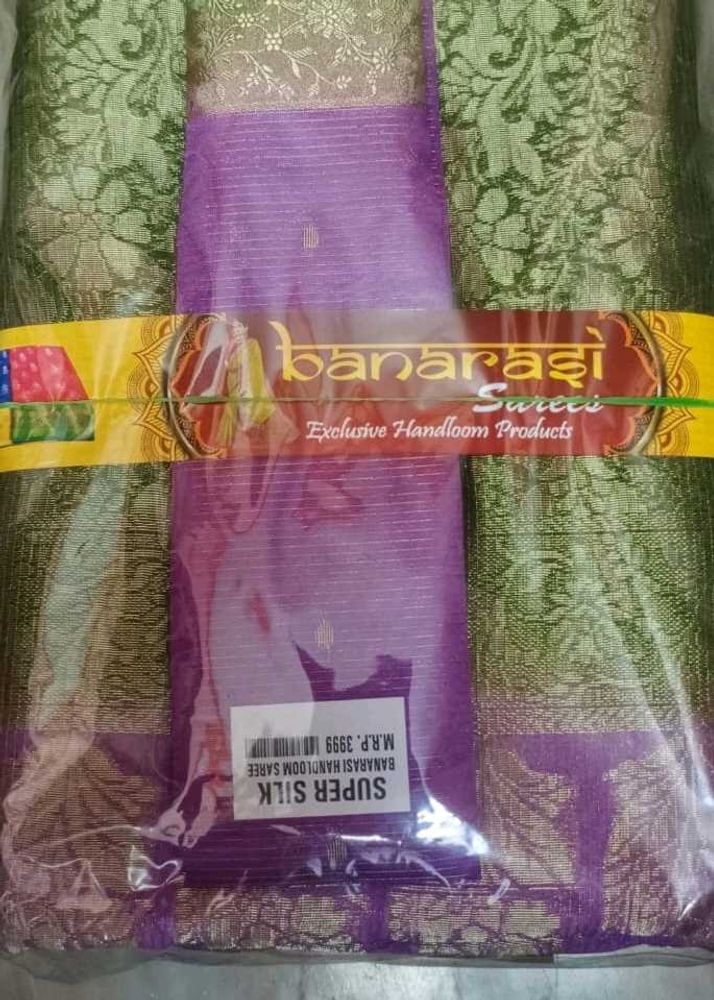 banarasi
Sarees
Exclusive Handloom Products
SUPER SILK
BANARASI HANDLOOM SAREE
M.R.P. 3999